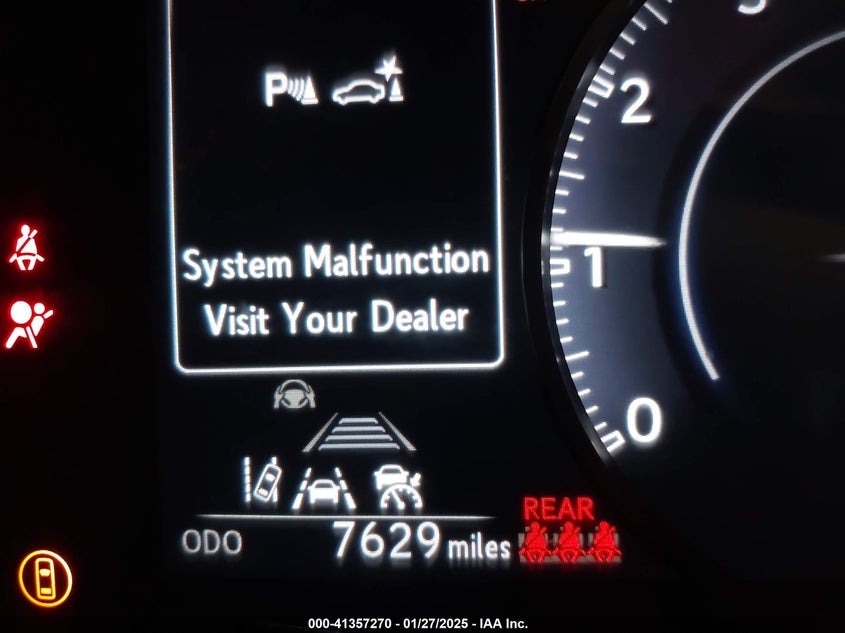 3
P
2
System Malfunction
1
Visit Your Dealer
0
REAR
ODO 7629 miles
000-41357270 - 01/27/2025 - IAA Inc.